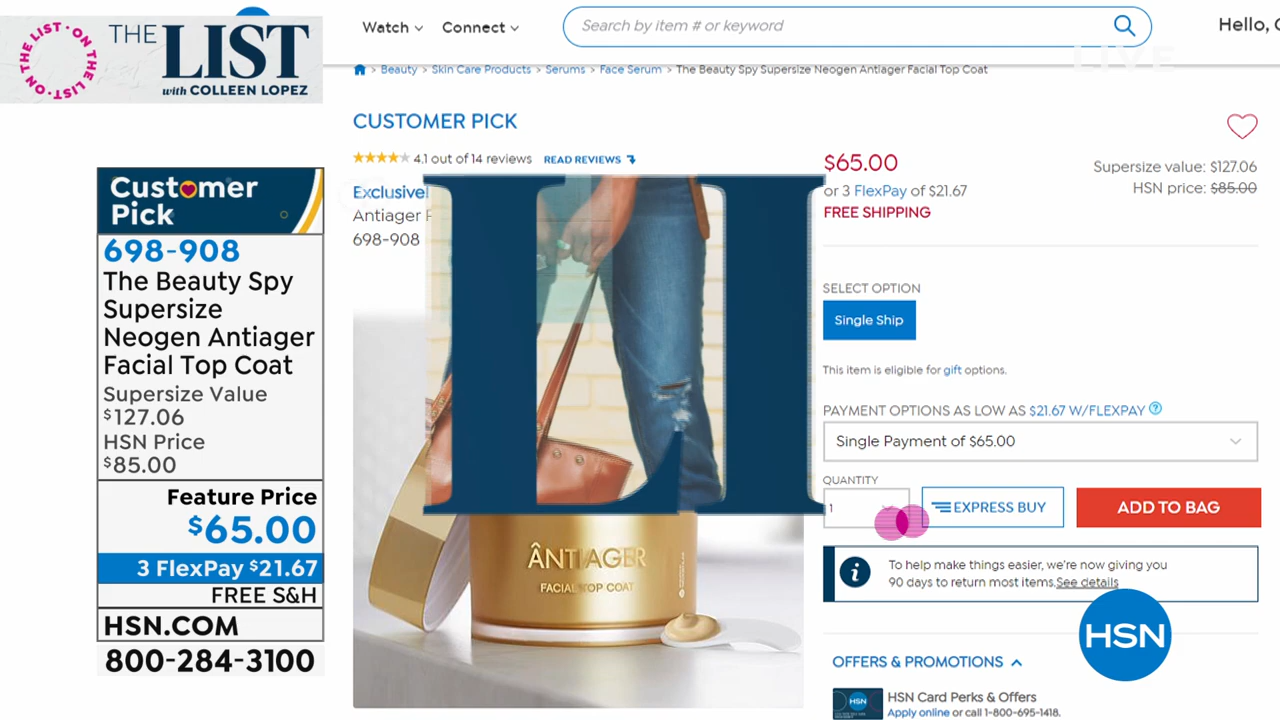 ON THE LIST · ON THE LIST ·
THE LIST
with COLLEEN LOPEZ
Watch
Connect
Search by item # or keyword
Hello,
LIVE
> Beauty > Skin Care Products > Serums > Face Serum > The Beauty Spy Supersize Neogen Antiager Facial Top Coat
CUSTOMER PICK
4.1 out of 14 reviews READ REVIEWS
Exclusive!
Antiager
698-908
$65.00
or 3 FlexPay of $21.67
FREE SHIPPING
Supersize value: $127.06
HSN price: $85.00
SELECT OPTION
Single Ship
This item is eligible for gift options.
PAYMENT OPTIONS AS LOW AS $21.67 W/FLEXPAY ?
Single Payment of $65.00
QUANTITY
1
EXPRESS BUY
ADD TO BAG
i
To help make things easier, we're now giving you
90 days to return most items.See details
OFFERS & PROMOTIONS
HSN
HSN Card Perks & Offers
Apply online or call 1-800-695-1418.
HSN
Customer
Pick
698-908
The Beauty Spy
Supersize
Neogen Antiager
Facial Top Coat
Supersize Value
$127.06
HSN Price
$85.00
Feature Price
$65.00
3 FlexPay $21.67
FREE S&H
HSN.COM
800-284-3100
LI
ÂNTIAGER
FACIAL TOP COAT